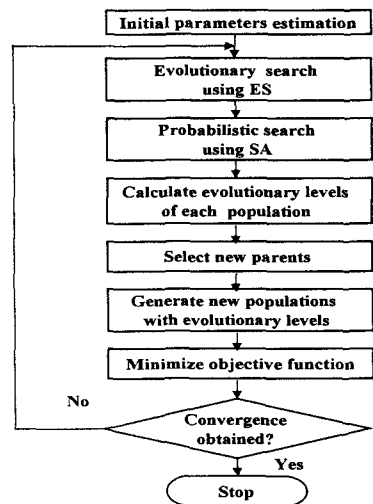 Initial parameters estimation
Evolutionary search
using ES
Probabilistic search
using SA
Calculate evolutionary levels
of each population
Select new parents
Generate new populations
with evolutionary levels
Minimize objective function
No
Convergence
obtained?
Yes
Stop